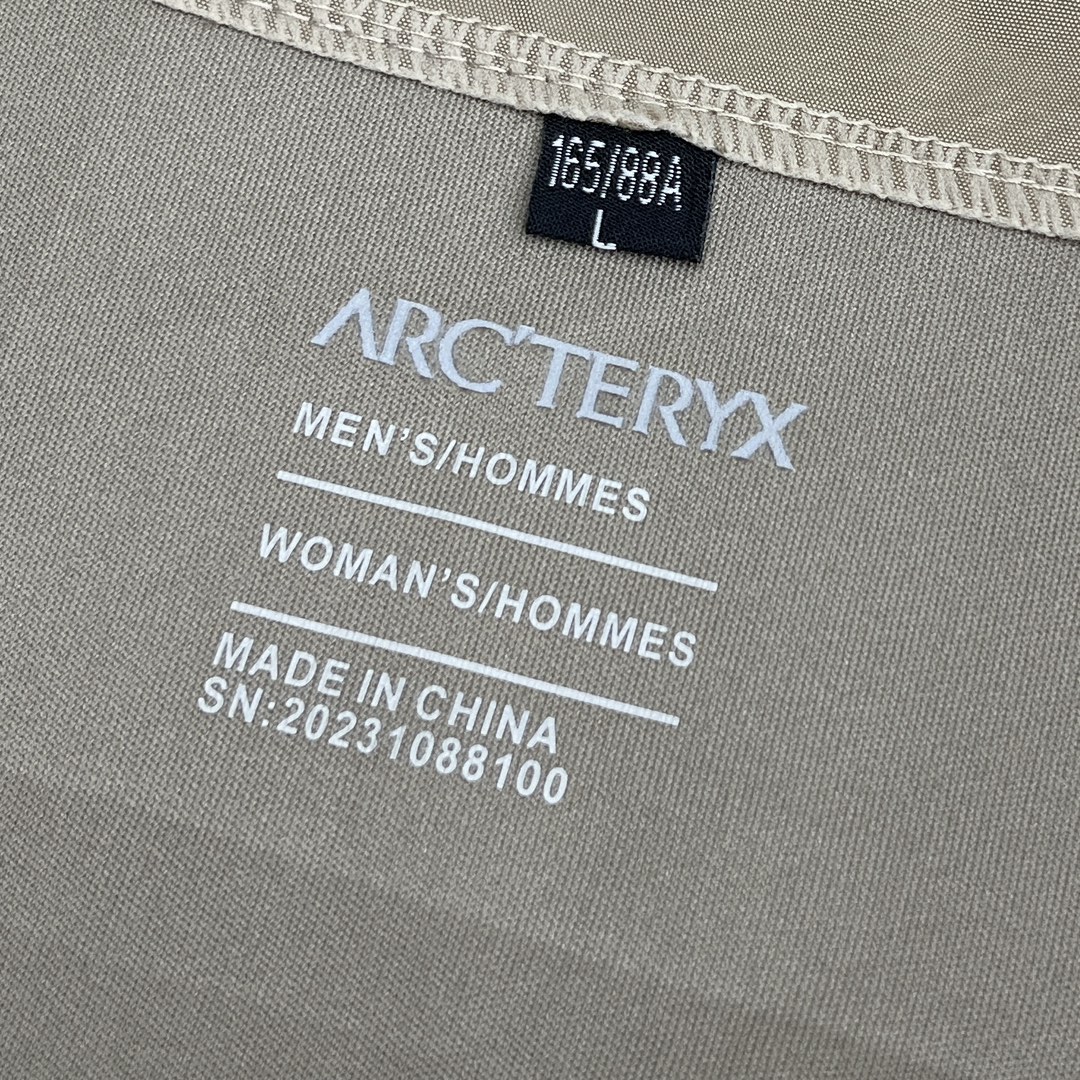 165/88A
L
ARC'TERYX
MEN'S/HOMMES
WOMAN'S/HOMMES
MADE IN CHINA
SN:20231088100